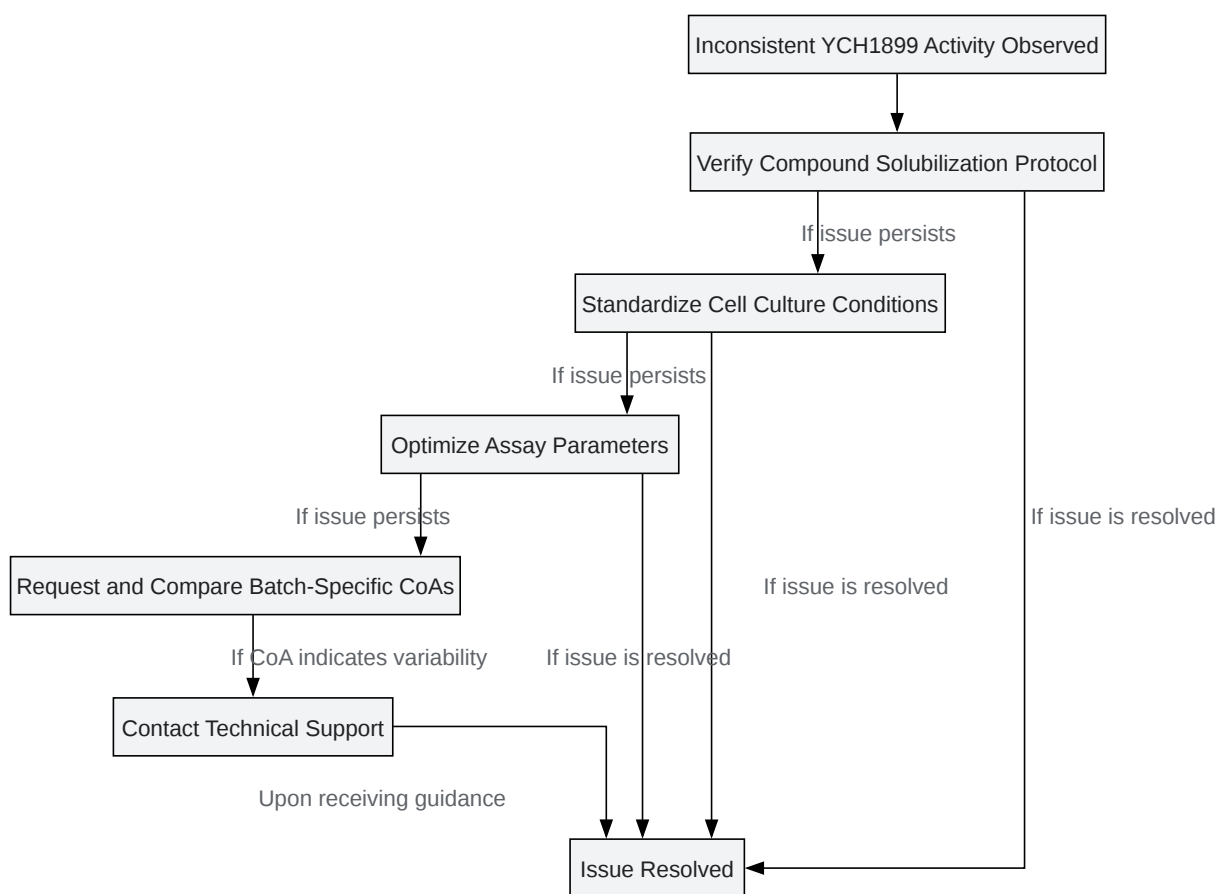 Inconsistent YCH1899 Activity Observed
Verify Compound Solubilization Protocol
If issue persists
Standardize Cell Culture Conditions
If issue persists
Optimize Assay Parameters
If issue persists
If issue is resolved
Request and Compare Batch-Specific CoAs
If issue is resolved
If CoA indicates variability
If issue is resolved
Contact Technical Support
Upon receiving guidance
Issue Resolved